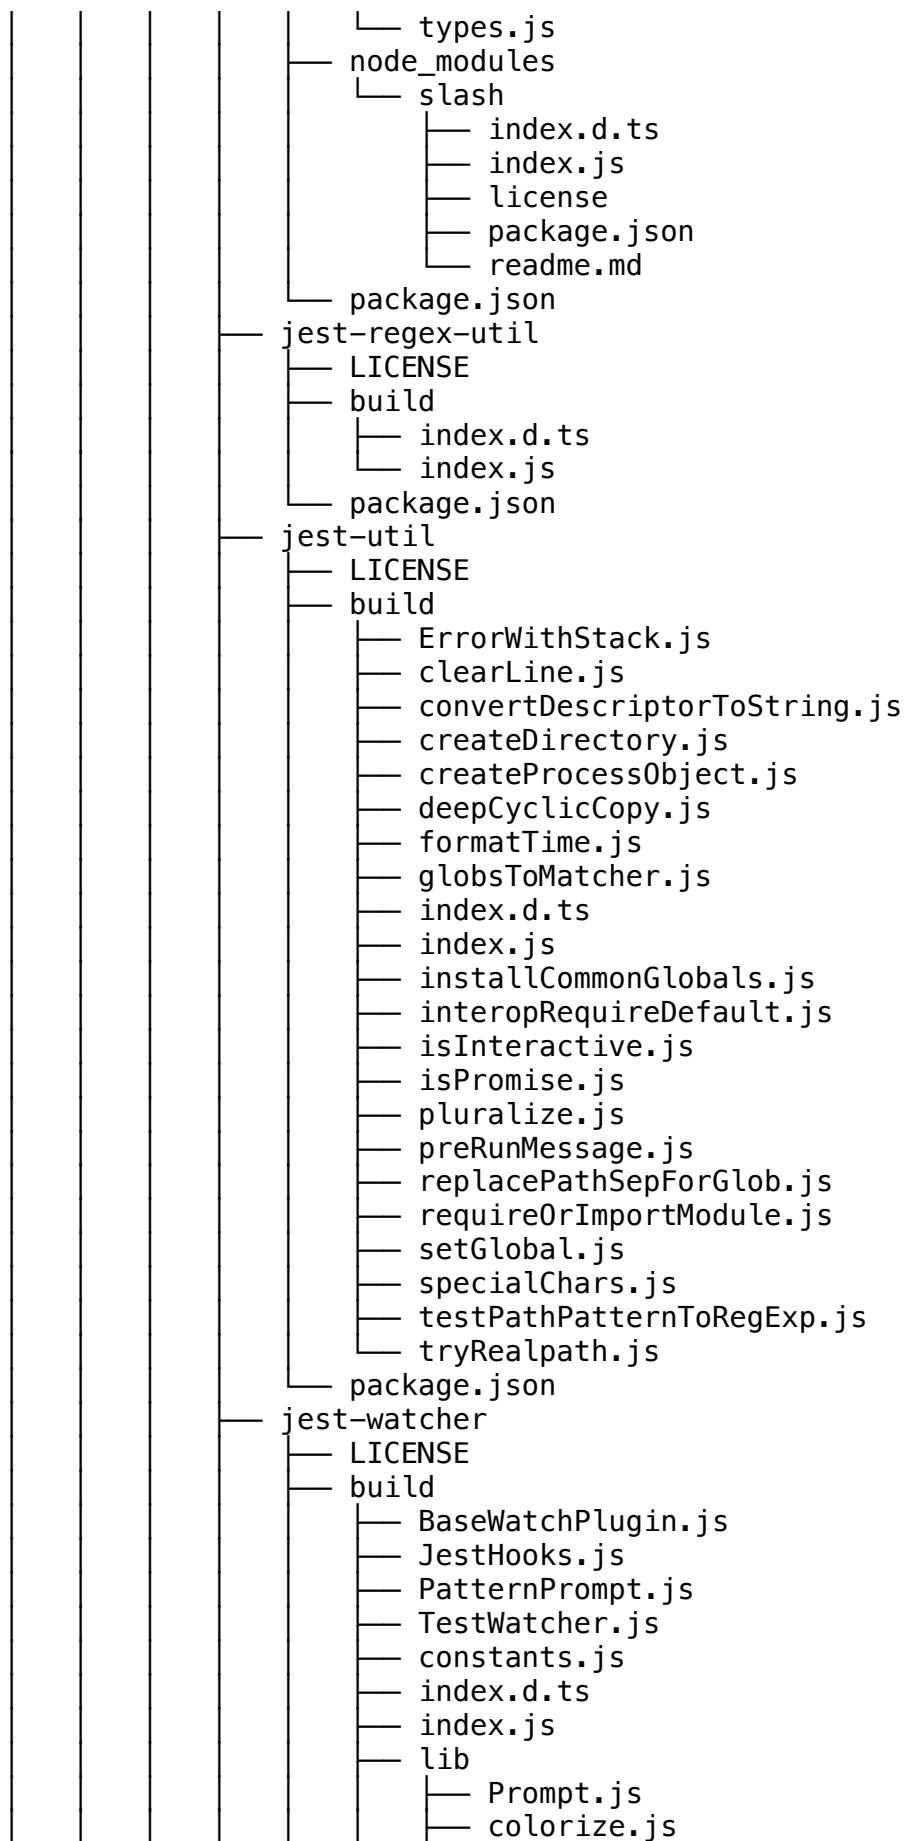 │   │   │   │   │   └── types.js
│   │   │   │   ├── node_modules
│   │   │   │   │   └── slash
│   │   │   │   │       ├── index.d.ts
│   │   │   │   │       ├── index.js
│   │   │   │   │       ├── license
│   │   │   │   │       ├── package.json
│   │   │   │   │       └── readme.md
│   │   │   │   └── package.json
│   │   │   ├── jest-regex-util
│   │   │   │   ├── LICENSE
│   │   │   │   ├── build
│   │   │   │   │   ├── index.d.ts
│   │   │   │   │   └── index.js
│   │   │   │   └── package.json
│   │   │   ├── jest-util
│   │   │   │   ├── LICENSE
│   │   │   │   ├── build
│   │   │   │   │   ├── ErrorWithStack.js
│   │   │   │   │   ├── clearLine.js
│   │   │   │   │   ├── convertDescriptorToString.js
│   │   │   │   │   ├── createDirectory.js
│   │   │   │   │   ├── createProcessObject.js
│   │   │   │   │   ├── deepCyclicCopy.js
│   │   │   │   │   ├── formatTime.js
│   │   │   │   │   ├── globsToMatcher.js
│   │   │   │   │   ├── index.d.ts
│   │   │   │   │   ├── index.js
│   │   │   │   │   ├── installCommonGlobals.js
│   │   │   │   │   ├── interopRequireDefault.js
│   │   │   │   │   ├── isInteractive.js
│   │   │   │   │   ├── isPromise.js
│   │   │   │   │   ├── pluralize.js
│   │   │   │   │   ├── preRunMessage.js
│   │   │   │   │   ├── replacePathSepForGlob.js
│   │   │   │   │   ├── requireOrImportModule.js
│   │   │   │   │   ├── setGlobal.js
│   │   │   │   │   ├── specialChars.js
│   │   │   │   │   ├── testPathPatternToRegExp.js
│   │   │   │   │   └── tryRealpath.js
│   │   │   │   └── package.json
│   │   │   ├── jest-watcher
│   │   │   │   ├── LICENSE
│   │   │   │   ├── build
│   │   │   │   │   ├── BaseWatchPlugin.js
│   │   │   │   │   ├── JestHooks.js
│   │   │   │   │   ├── PatternPrompt.js
│   │   │   │   │   ├── TestWatcher.js
│   │   │   │   │   ├── constants.js
│   │   │   │   │   ├── index.d.ts
│   │   │   │   │   ├── index.js
│   │   │   │   │   ├── lib
│   │   │   │   │   │   ├── Prompt.js
│   │   │   │   │   │   ├── colorize.js